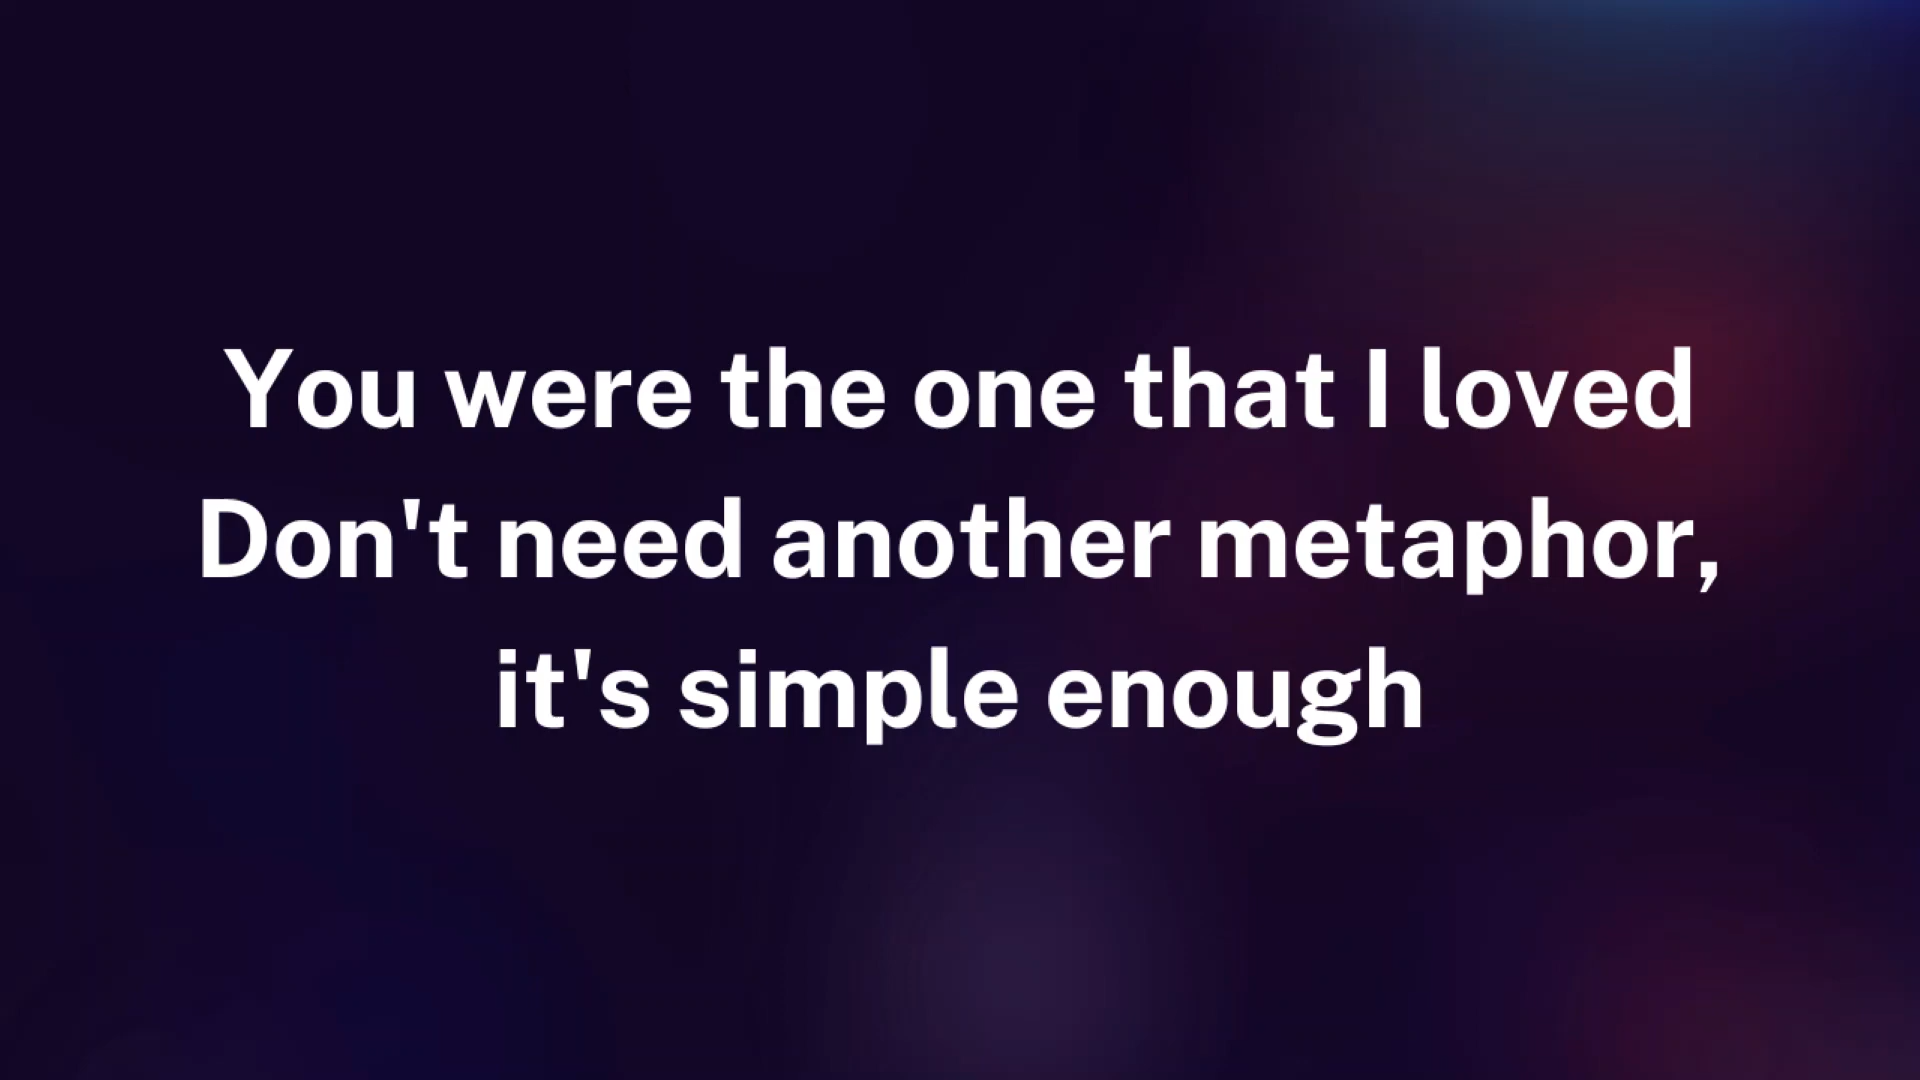 You were the one that I loved
Don't need another metaphor,
it's simple enough